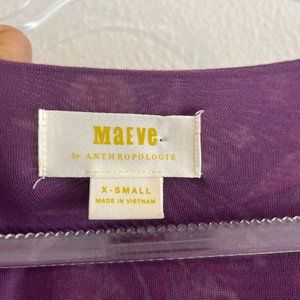 MAEVE
by ANTHROPOLOGIE
X-SMALL
MADE IN VIETNAM